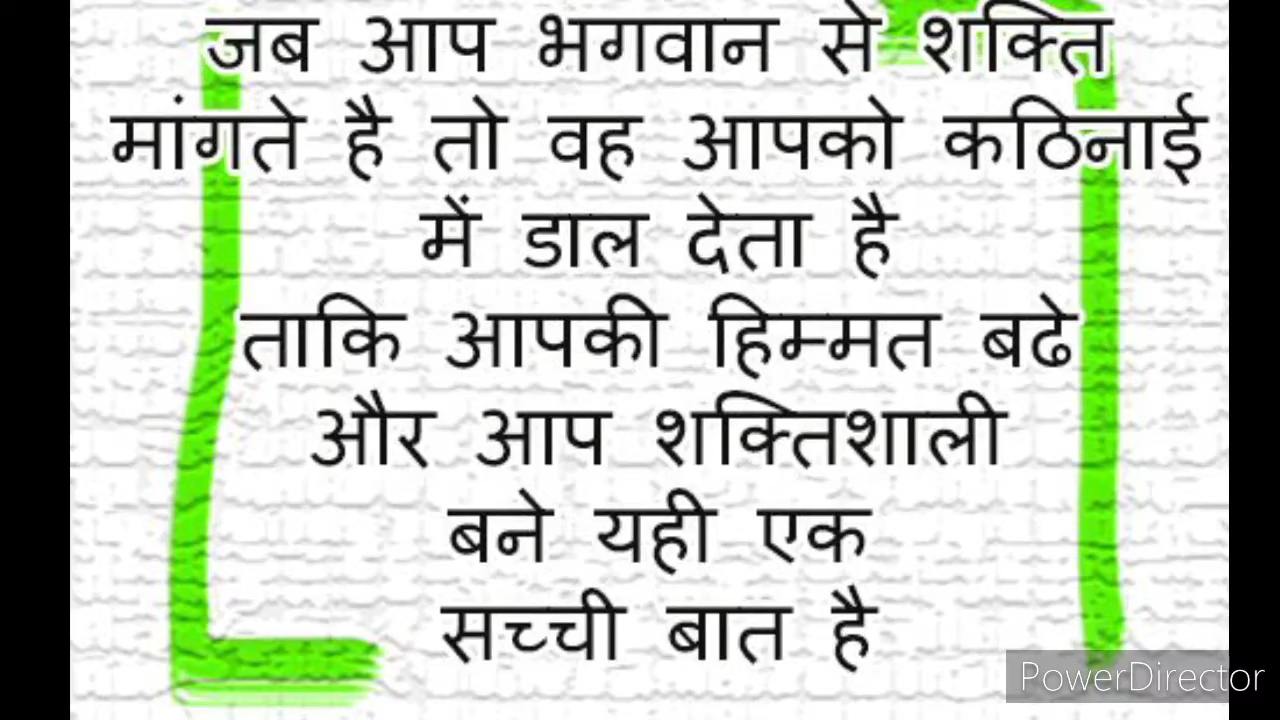 जब आप भगवान से शक्ति
मांगते है तो वह आपको कठिनाई
में डाल देता है
ताकि आपकी हिम्मत बढे
और आप शक्तिशाली
बने यही एक
सच्ची बात है
PowerDirector